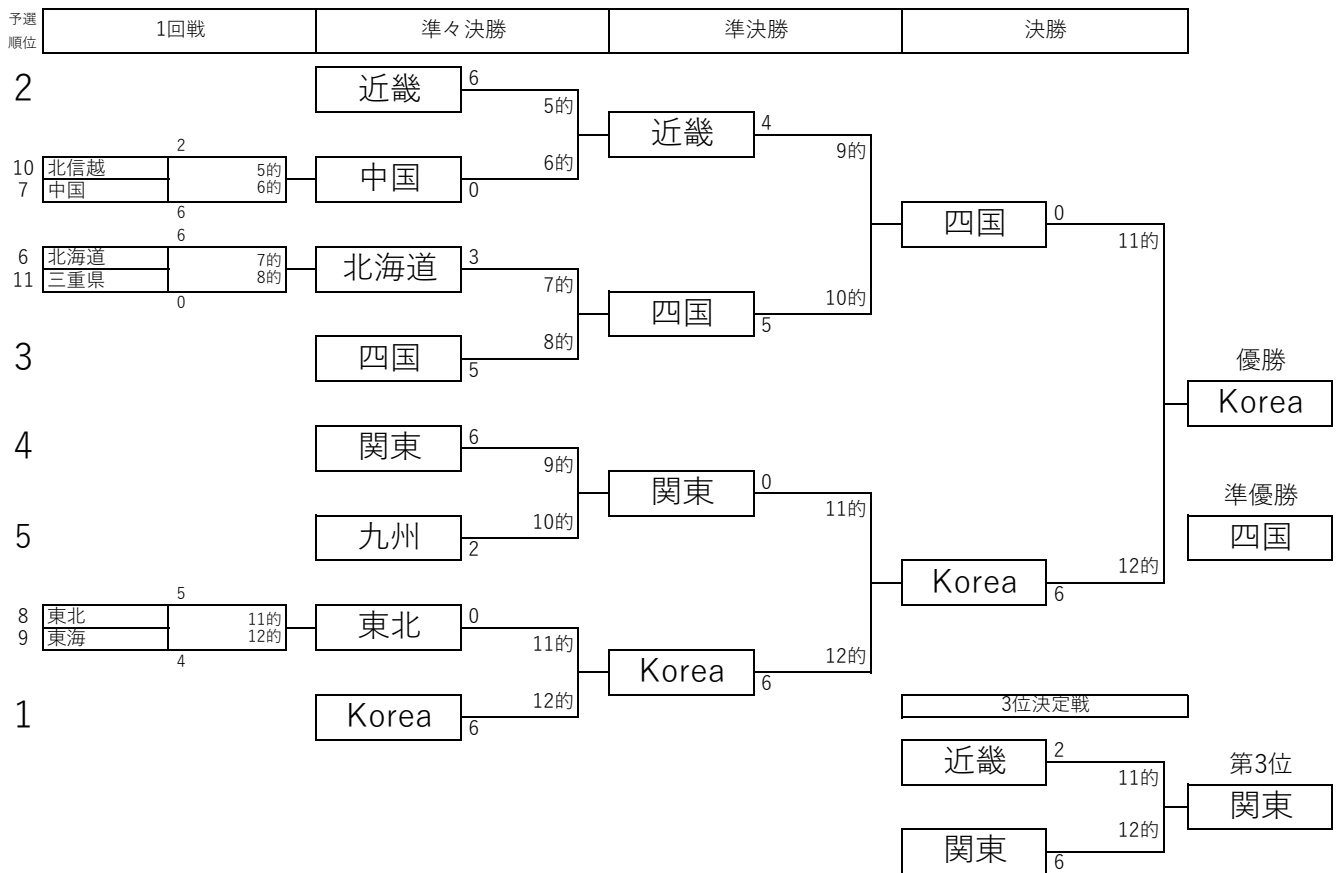 予選
順位
1回戦 準々決勝 準決勝 決勝
2 近畿 6
5的
近畿 4
9的
2
10 北信越 5的
7 中国 6的
6
中国 0
6的
四国 0
11的
6
6 北海道 7的
11 三重県 8的
0
北海道 3
7的
四国 5
10的
3 四国 5
8的
優勝
Korea
4 関東 6
9的
関東 0
11的
準優勝
四国
5 九州 2
10的
Korea 6
12的
5
8 東北 11的
9 東海 12的
4
東北 0
11的
Korea 6
12的
1 Korea 6
12的
3位決定戦
近畿 2
11的
第3位
関東
関東 6
12的